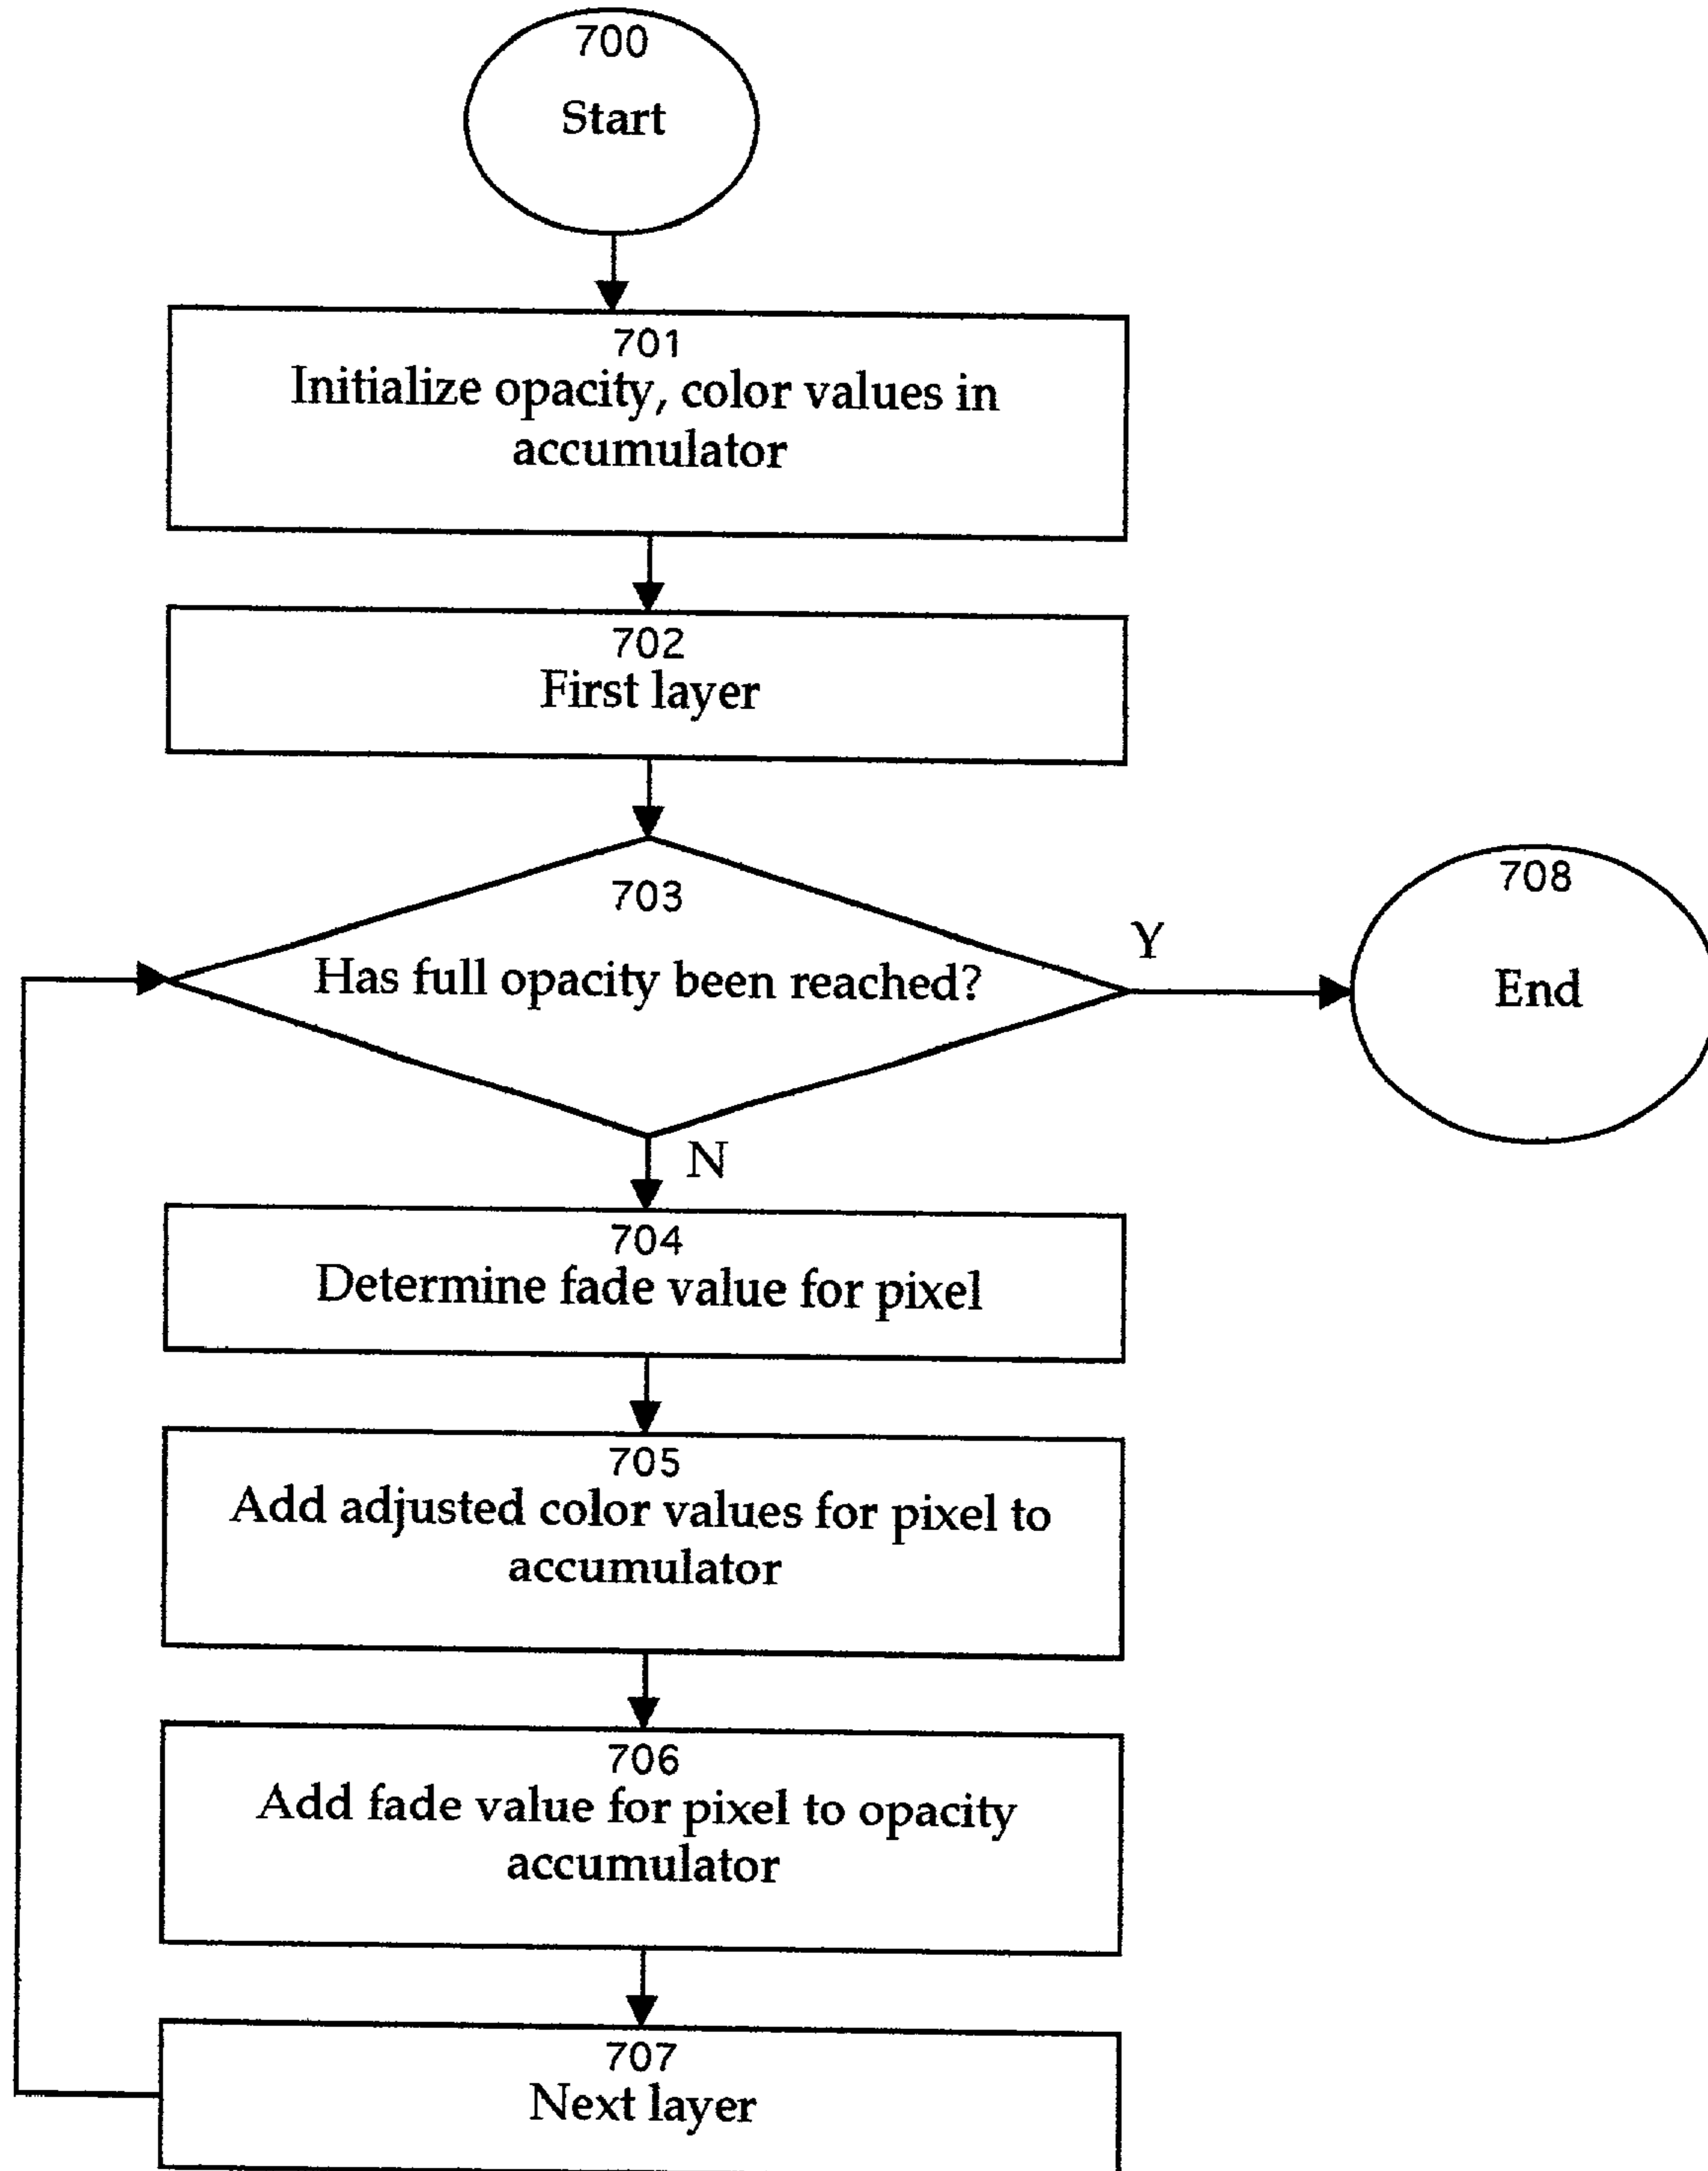 700
Start
701
Initialize opacity, color values in
accumulator
702
First layer
703
Has full opacity been reached?
Y
708
End
N
704
Determine fade value for pixel
705
Add adjusted color values for pixel to
accumulator
706
Add fade value for pixel to opacity
accumulator
707
Next layer